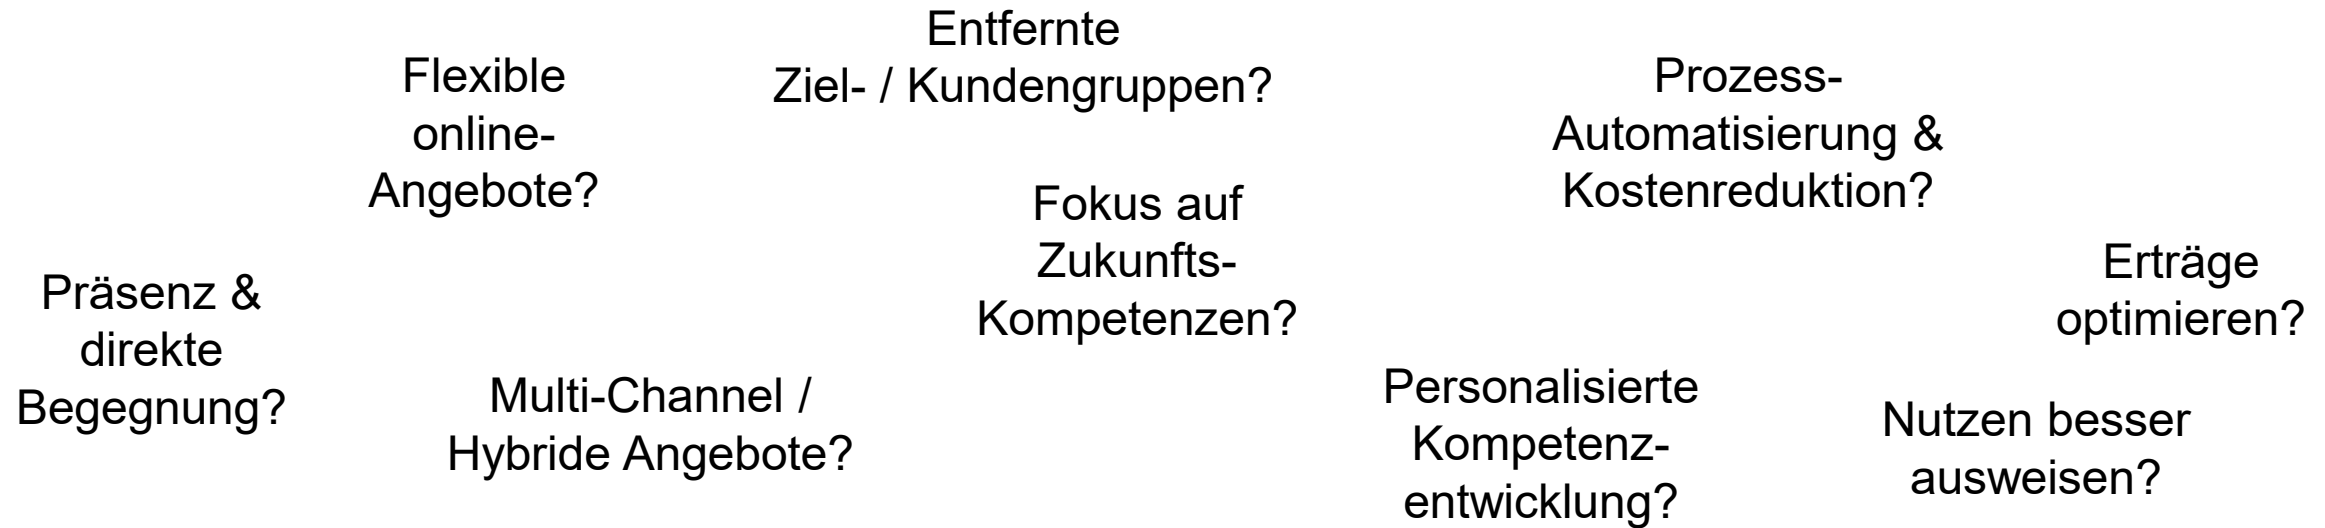 Entfernte
Ziel- / Kundengruppen?
Flexible
online-
Angebote?
Prozess-
Automatisierung &
Kostenreduktion?
Fokus auf
Zukunfts-
Kompetenzen?
Erträge
optimieren?
Präsenz &
direkte
Begegnung?
Multi-Channel /
Hybride Angebote?
Personalisierte
Kompetenz-
entwicklung?
Nutzen besser
ausweisen?